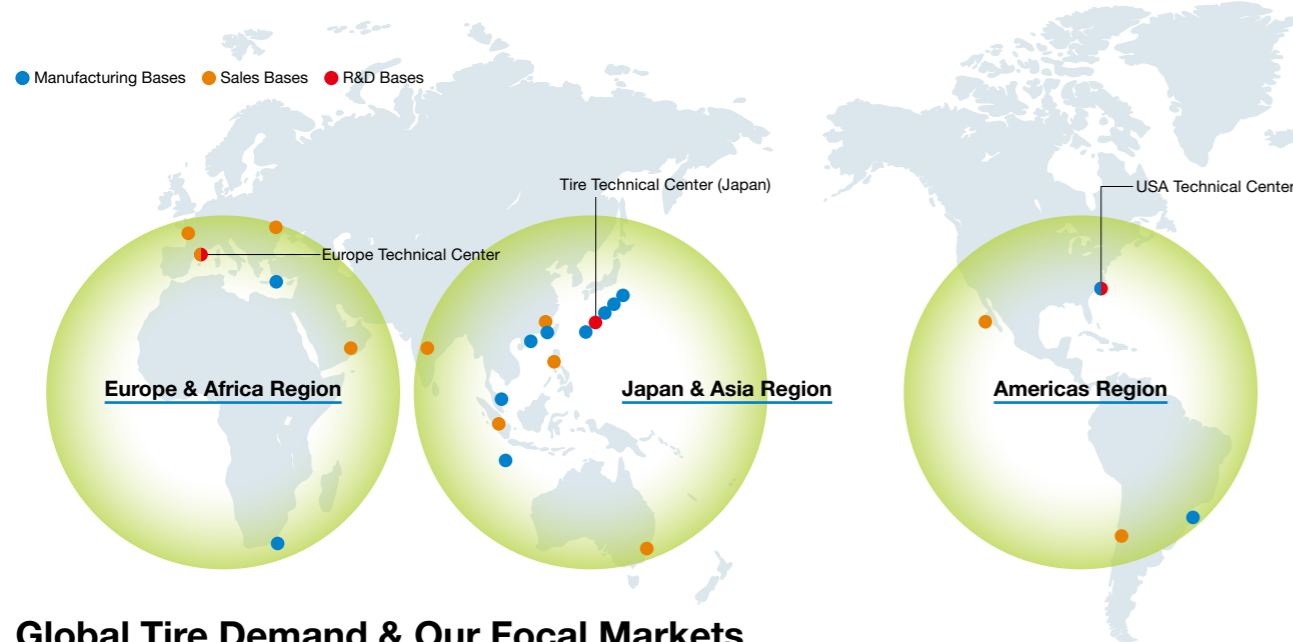 Manufacturing Bases Sales Bases R&D Bases
Tire Technical Center (Japan)
USA Technical Center
Europe Technical Center
Europe & Africa Region
Japan & Asia Region
Americas Region
Global Tire Demand & Our Focal Markets